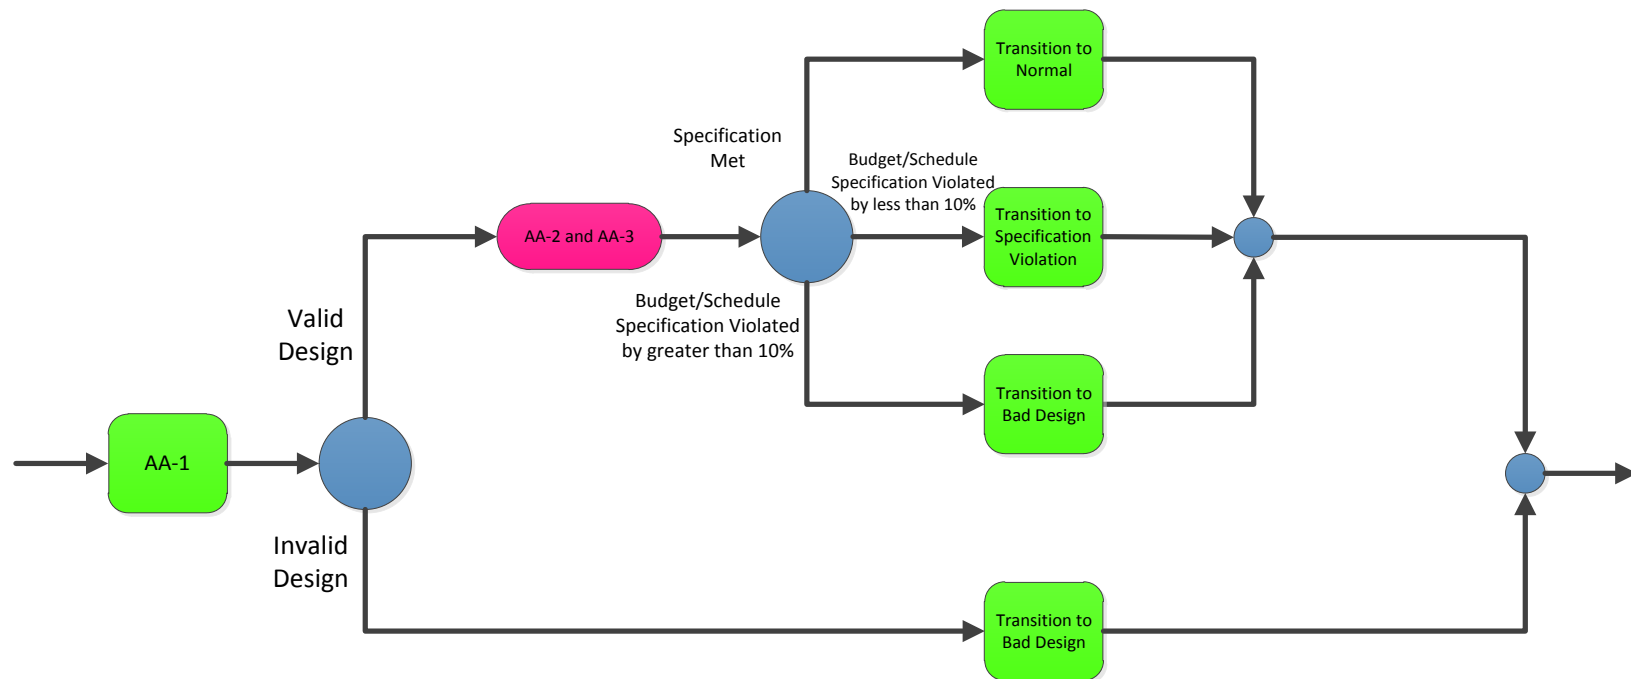 Transition to
Normal
Specification
Met
Budget/Schedule
Specification Violated
by less than 10%
AA-2 and AA-3
Transition to
Specification
Violation
Budget/Schedule
Specification Violated
by greater than 10%
Valid
Design
Transition to
Bad Design
AA-1
Invalid
Design
Transition to
Bad Design